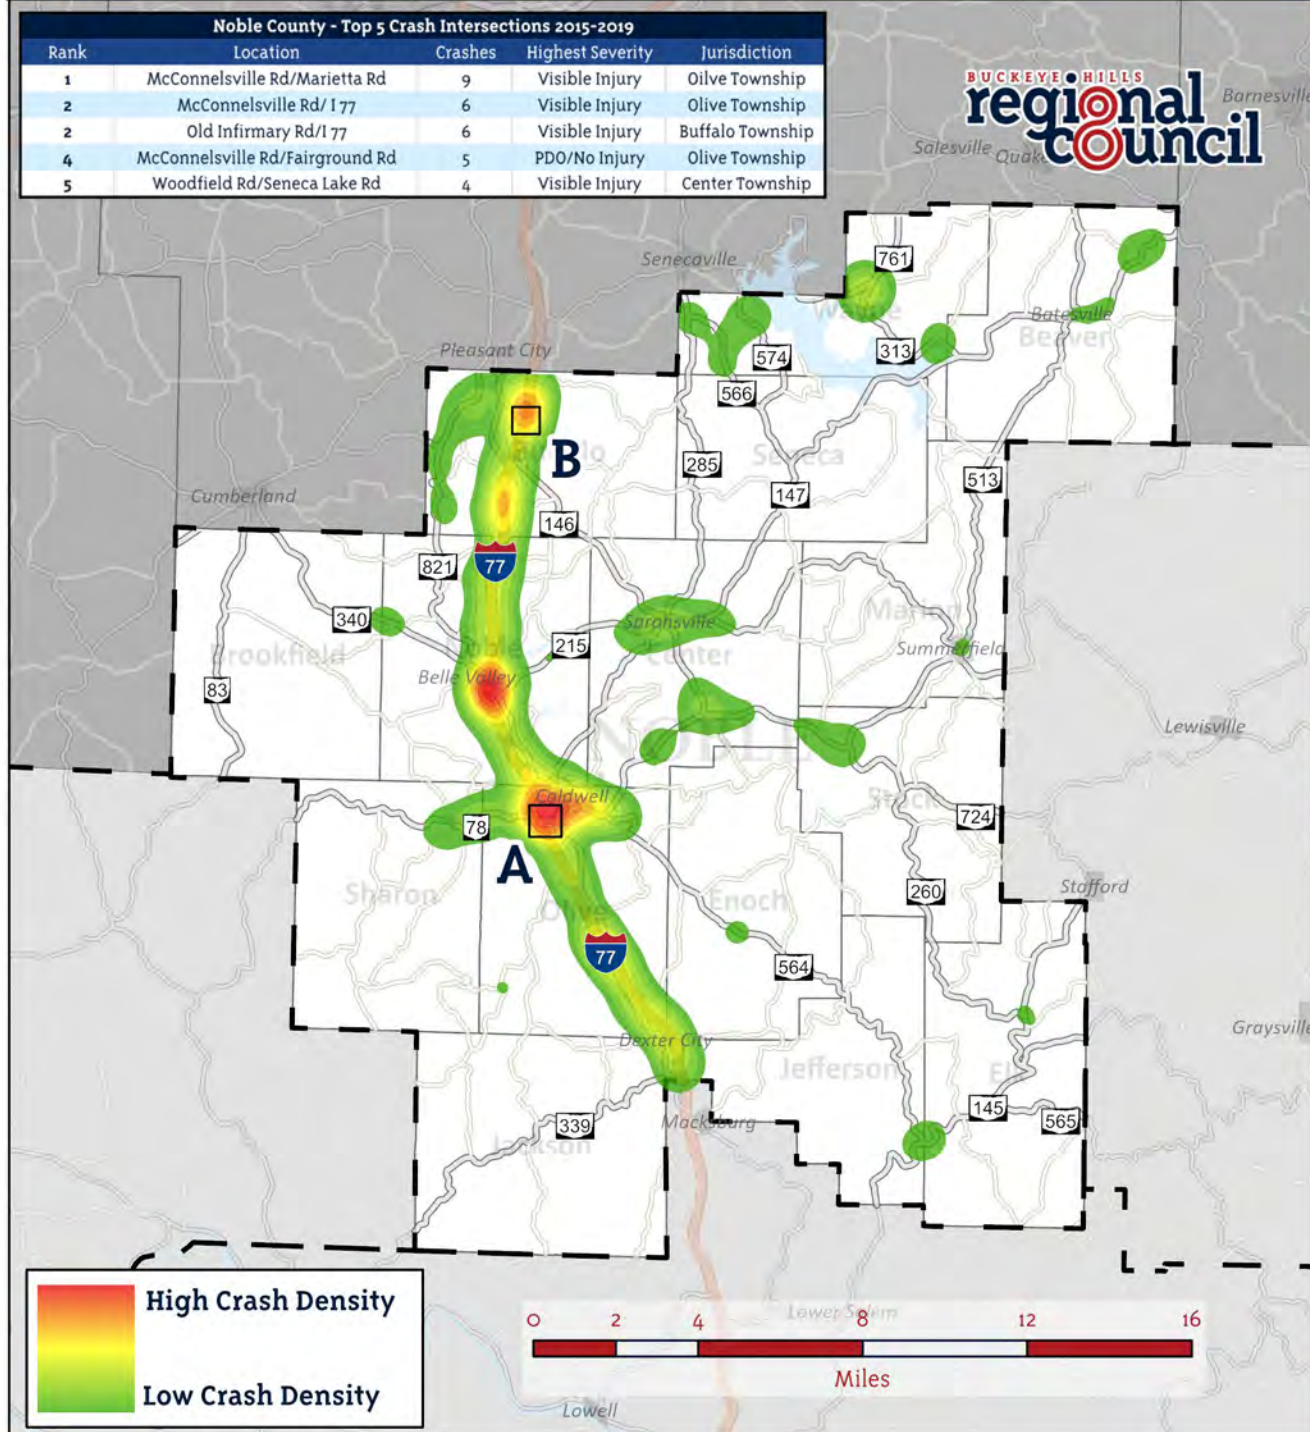 Noble County - Top 5 Crash Intersections 2015-2019
Rank Location Crashes Highest Severity Jurisdiction
1 McConnelsville Rd/Marietta Rd 9 Visible Injury Oilve Township
2 McConnelsville Rd/ I 77 6 Visible Injury Olive Township
2 Old Infirmary Rd/I 77 6 Visible Injury Buffalo Township
4 McConnelsville Rd/Fairground Rd 5 PDO/No Injury Olive Township
5 Woodfield Rd/Seneca Lake Rd 4 Visible Injury Center Township
BUCKEYE HILLS
regional
council
Barnesville
Salesville
Senecaville
761
Wayne
Batesville
Beaver
313
574
Pleasant City
566
B
285
Seneca
513
Cumberland
147
146
77
821
Marion
340
Sarahsville
215
Noble
Center
Summerfield
Brookfield
Belle Valley
83
Lewisville
NOBLE
Caldwell
Stock
724
78
A
Sharon
Enoch
260
Stafford
Olive
77
564
Graysville
Dexter City
Jefferson
145
565
339
Macksburg
Jackson
High Crash Density
Low Crash Density
Lower Salem
0 2 4 8 12 16
Miles
Lowell